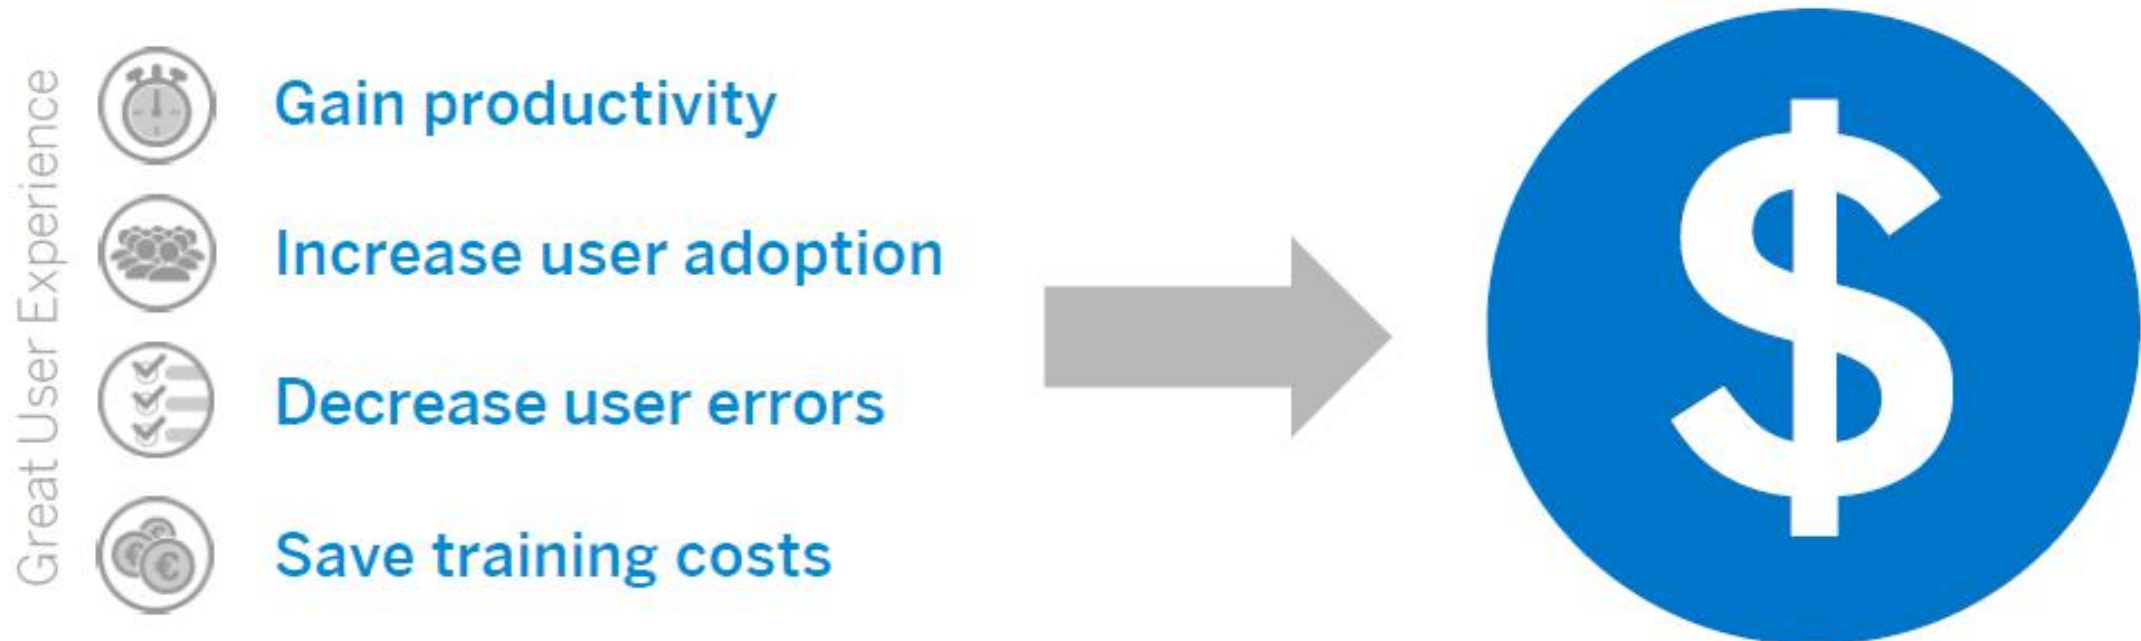 Great User Experience
Gain productivity
Increase user adoption
Decrease user errors
Save training costs
€
€
$